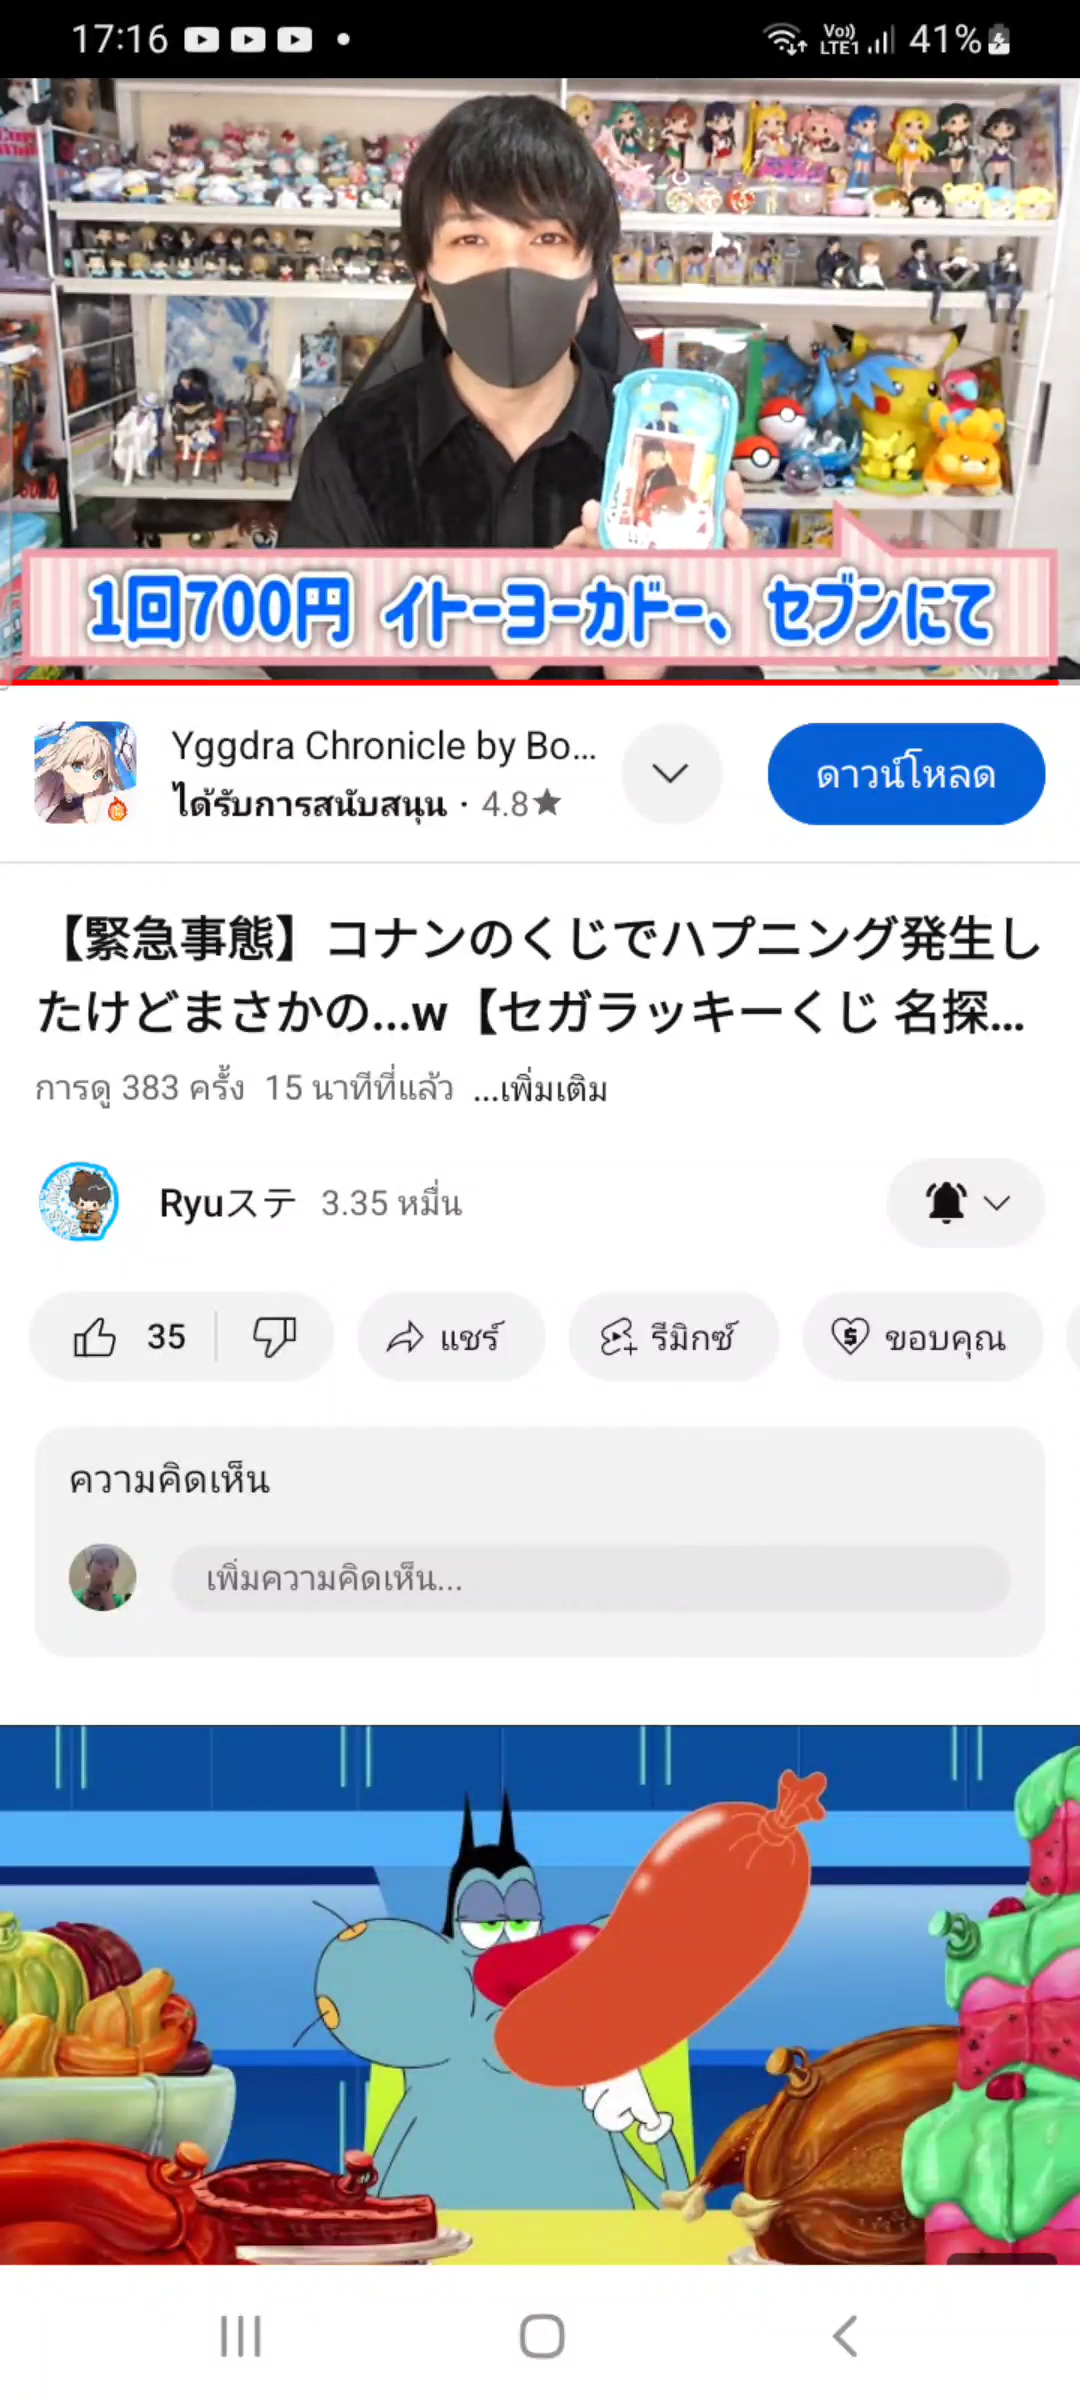 17:16
Vo))
LTE1
41%
1回700円 イトーヨーカドー、セブンにて
Yggdra Chronicle by Bo...
ได้รับการสนับสนุน · 4.8★
ดาวน์โหลด
【緊急事態】コナンのくじでハプニング発生し
たけどまさかの...w【セガラッキーくじ 名探...
การดู 383 ครั้ง 15 นาทีที่แล้ว ...เพิ่มเติม
Ryuステ 3.35 หมื่น
35
แชร์
รีมิกซ์
ขอบคุณ
ความคิดเห็น
เพิ่มความคิดเห็น...